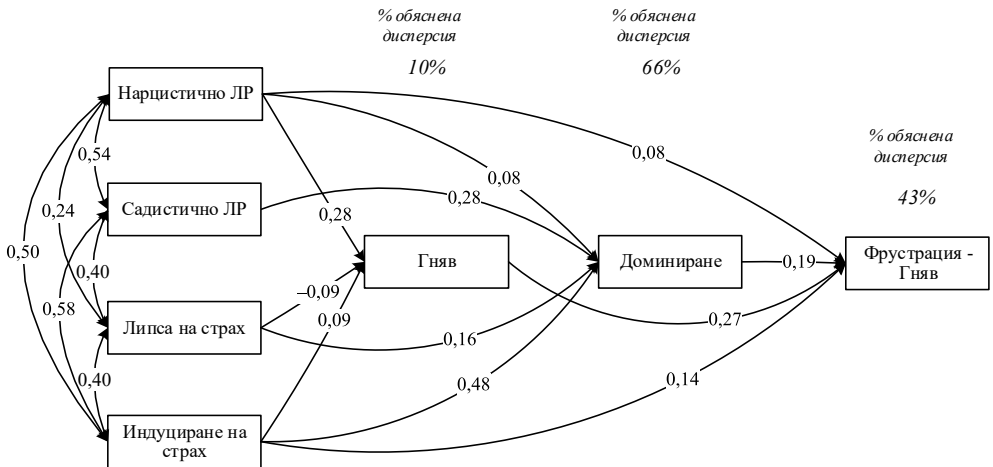 % обяснена
дисперсия
10%
% обяснена
дисперсия
66%
% обяснена
дисперсия
43%
Нарцистично ЛР
Садистично ЛР
Липса на страх
Индуциране на
страх
Гняв
Доминиране
Фрустрация -
Гняв
0,54
0,24
0,50
0,40
0,58
0,40
0,28
–0,09
0,09
0,08
0,28
0,16
0,48
0,08
0,19
0,27
0,14